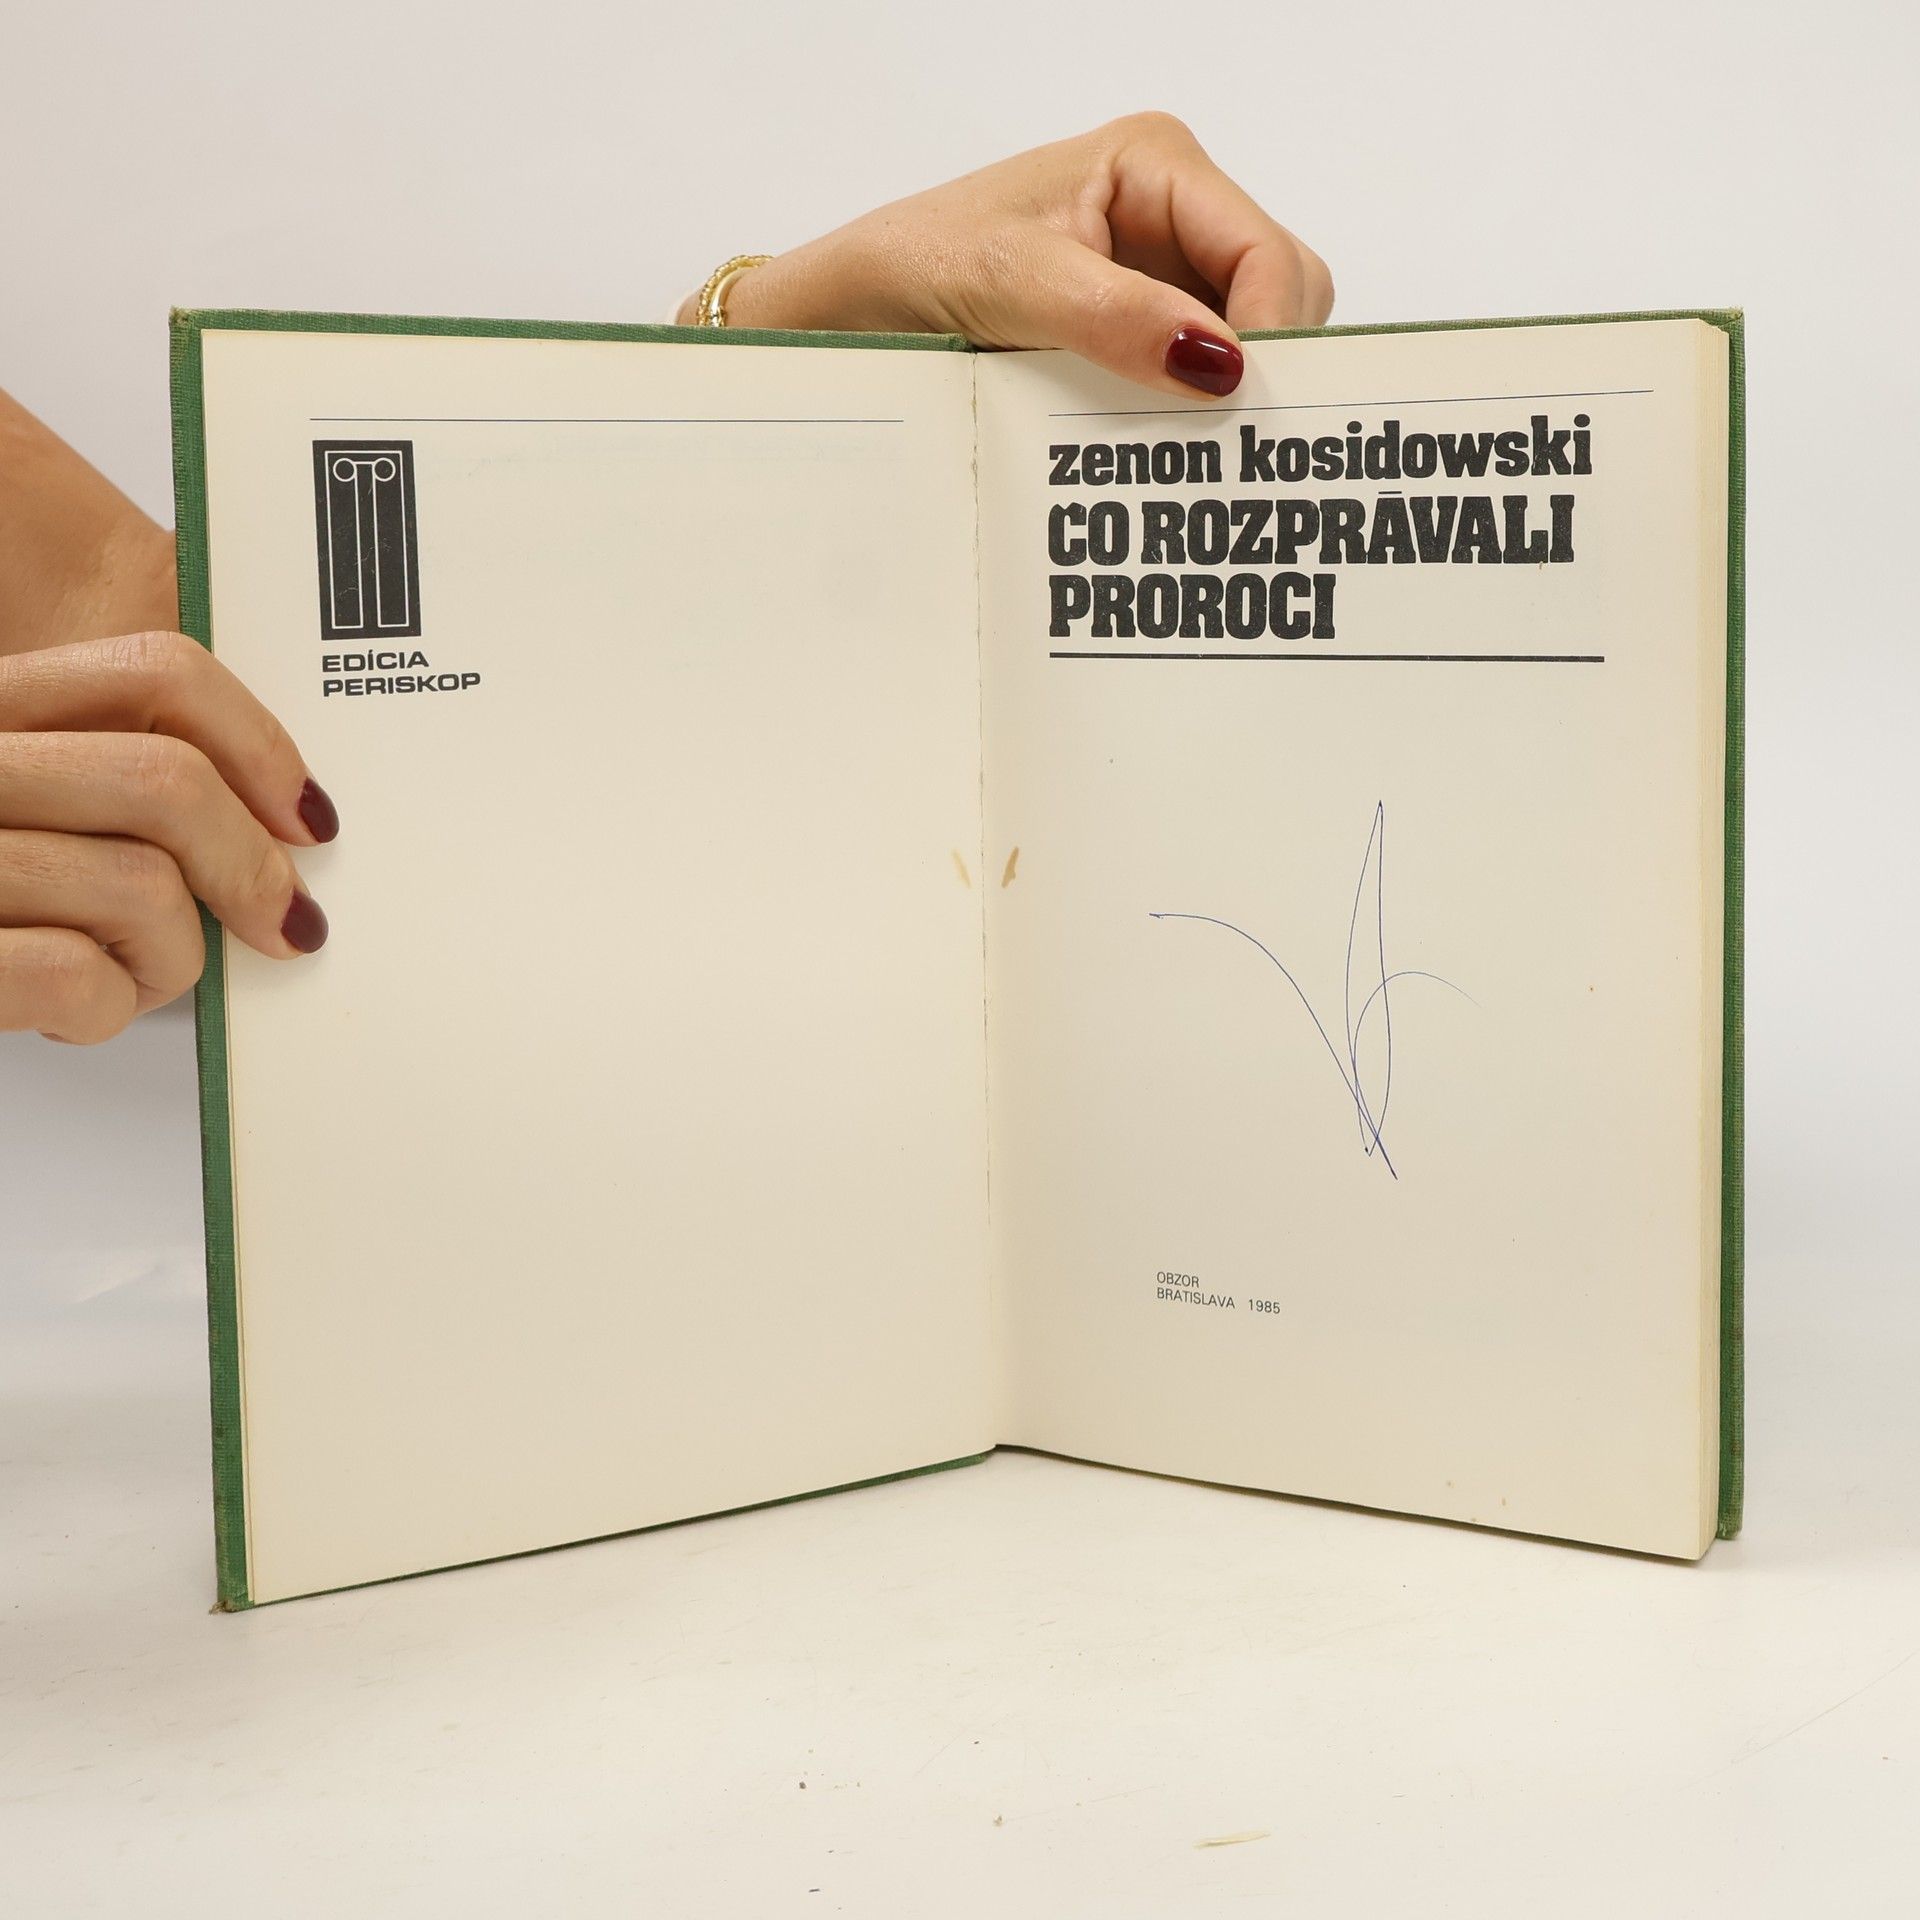 EDÍCIA
PERISKOP
zenon kosidowski
ČO ROZPRÁVALI
PROROCI
OBZOR
BRATISLAVA 1985